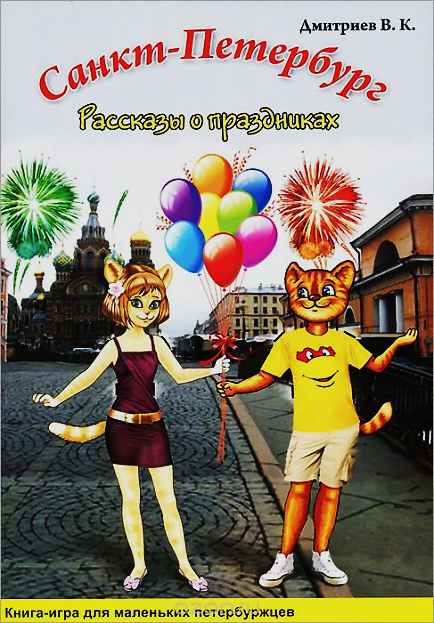 Дмитриев В. К.
Санкт-Петербург
Рассказы о праздниках
Книга-игра для маленьких петербуржцев